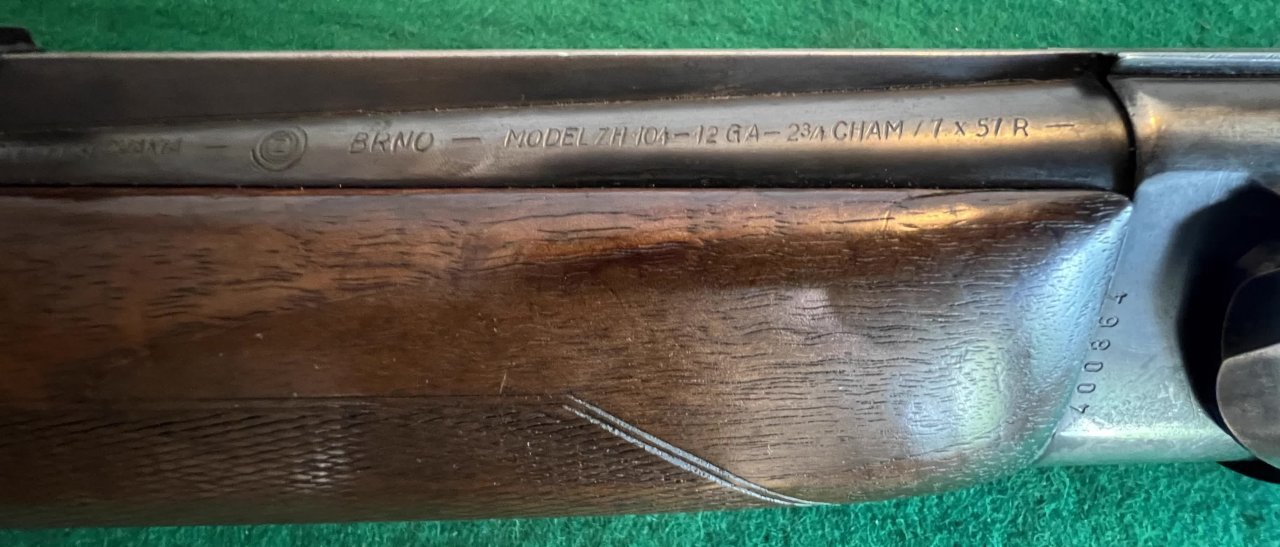 Z BRNO — MODEL ZH 104 — 12 GA — 2¾ CHAM / 7 x 57 R —
400864